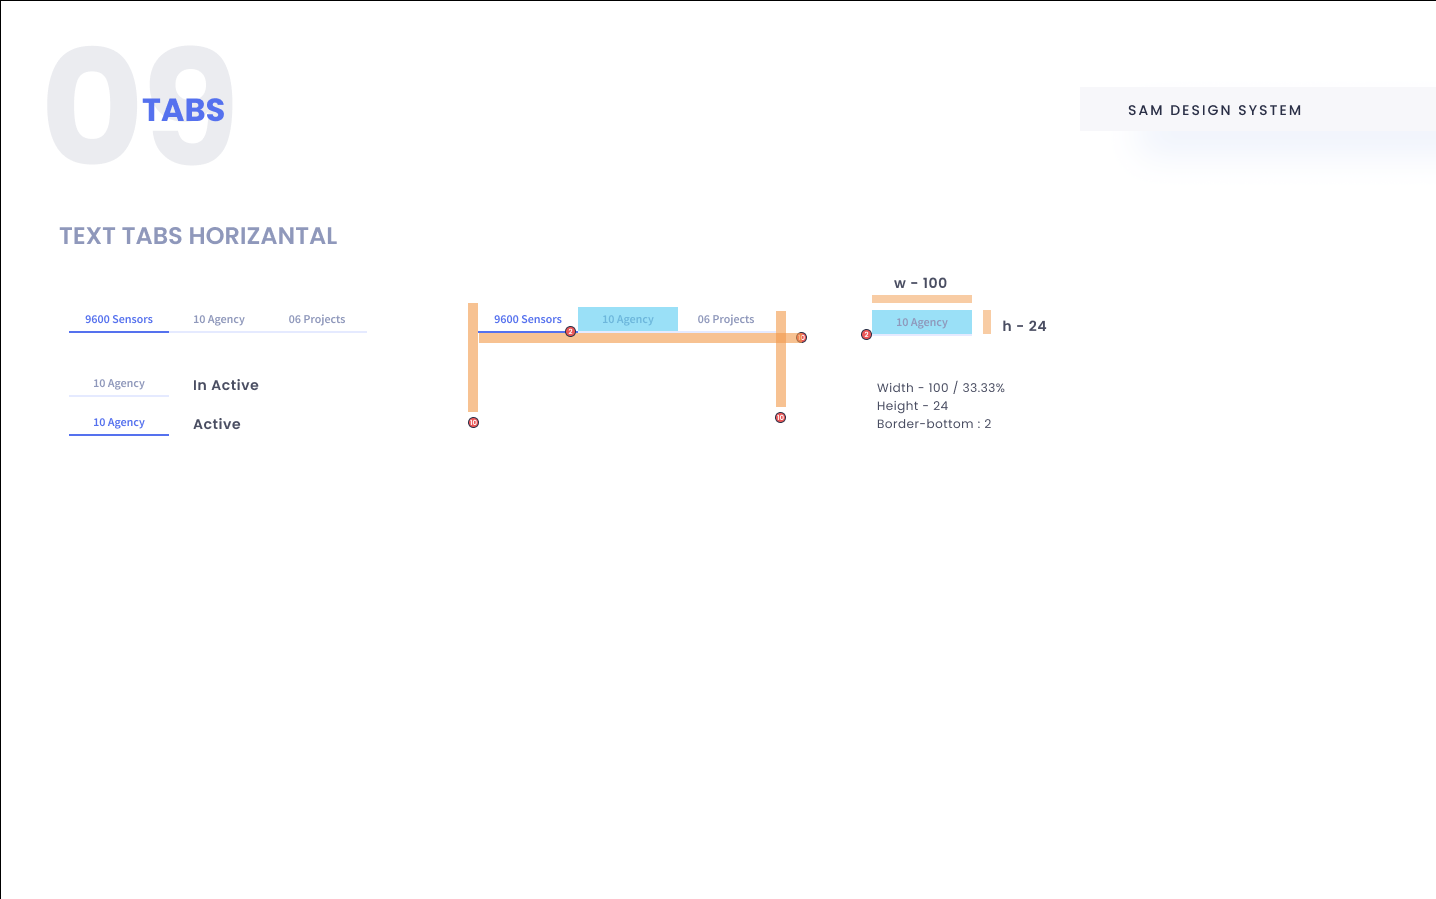 09
TABS
SAM DESIGN SYSTEM
TEXT TABS HORIZANTAL
9600 Sensors 10 Agency 06 Projects
10 Agency In Active
10 Agency Active
9600 Sensors 10 Agency 06 Projects
2
10
10
10
w - 100
10 Agency
h - 24
2
Width - 100 / 33.33%
Height - 24
Border-bottom : 2